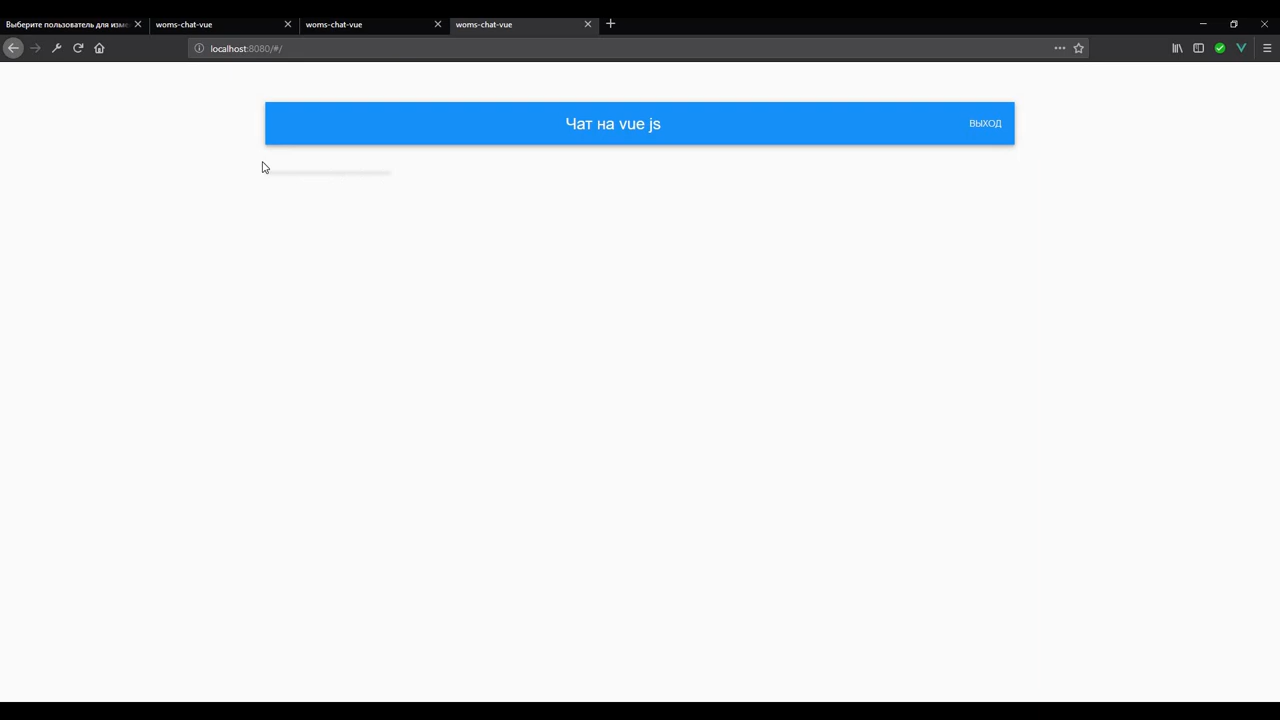 Выберите пользователь для изме
woms-chat-vue
woms-chat-vue
woms-chat-vue
localhost:8080/#/
Чат на vue js
ВЫХОД